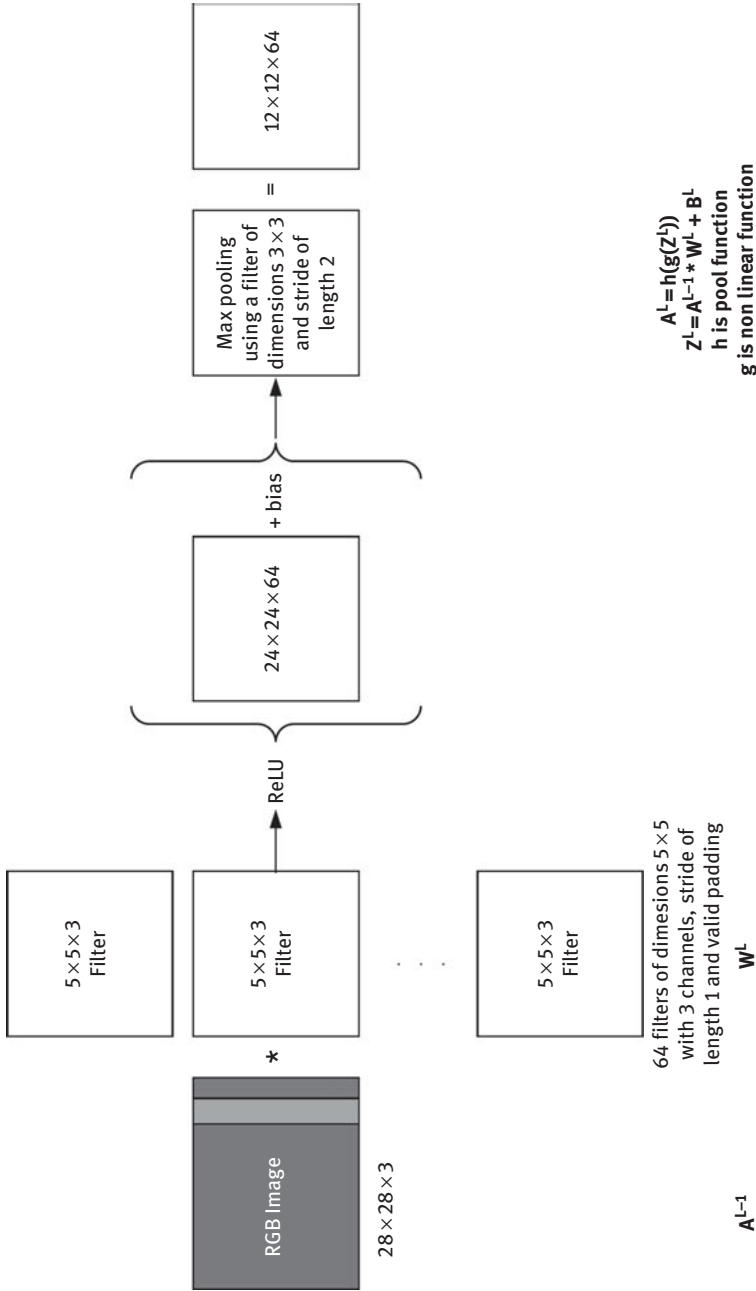 RGB Image
28×28×3
A^L-1
*
5×5×3
Filter
5×5×3
Filter
. . .
5×5×3
Filter
64 filters of dimesions 5×5
with 3 channels, stride of
length 1 and valid padding
W^L
ReLU
24×24×64
+ bias
Max pooling
using a filter of
dimensions 3×3
and stride of
length 2
=
12×12×64
A^L=h(g(Z^L))
Z^L=A^L-1* W^L + B^L
h is pool function
g is non linear function